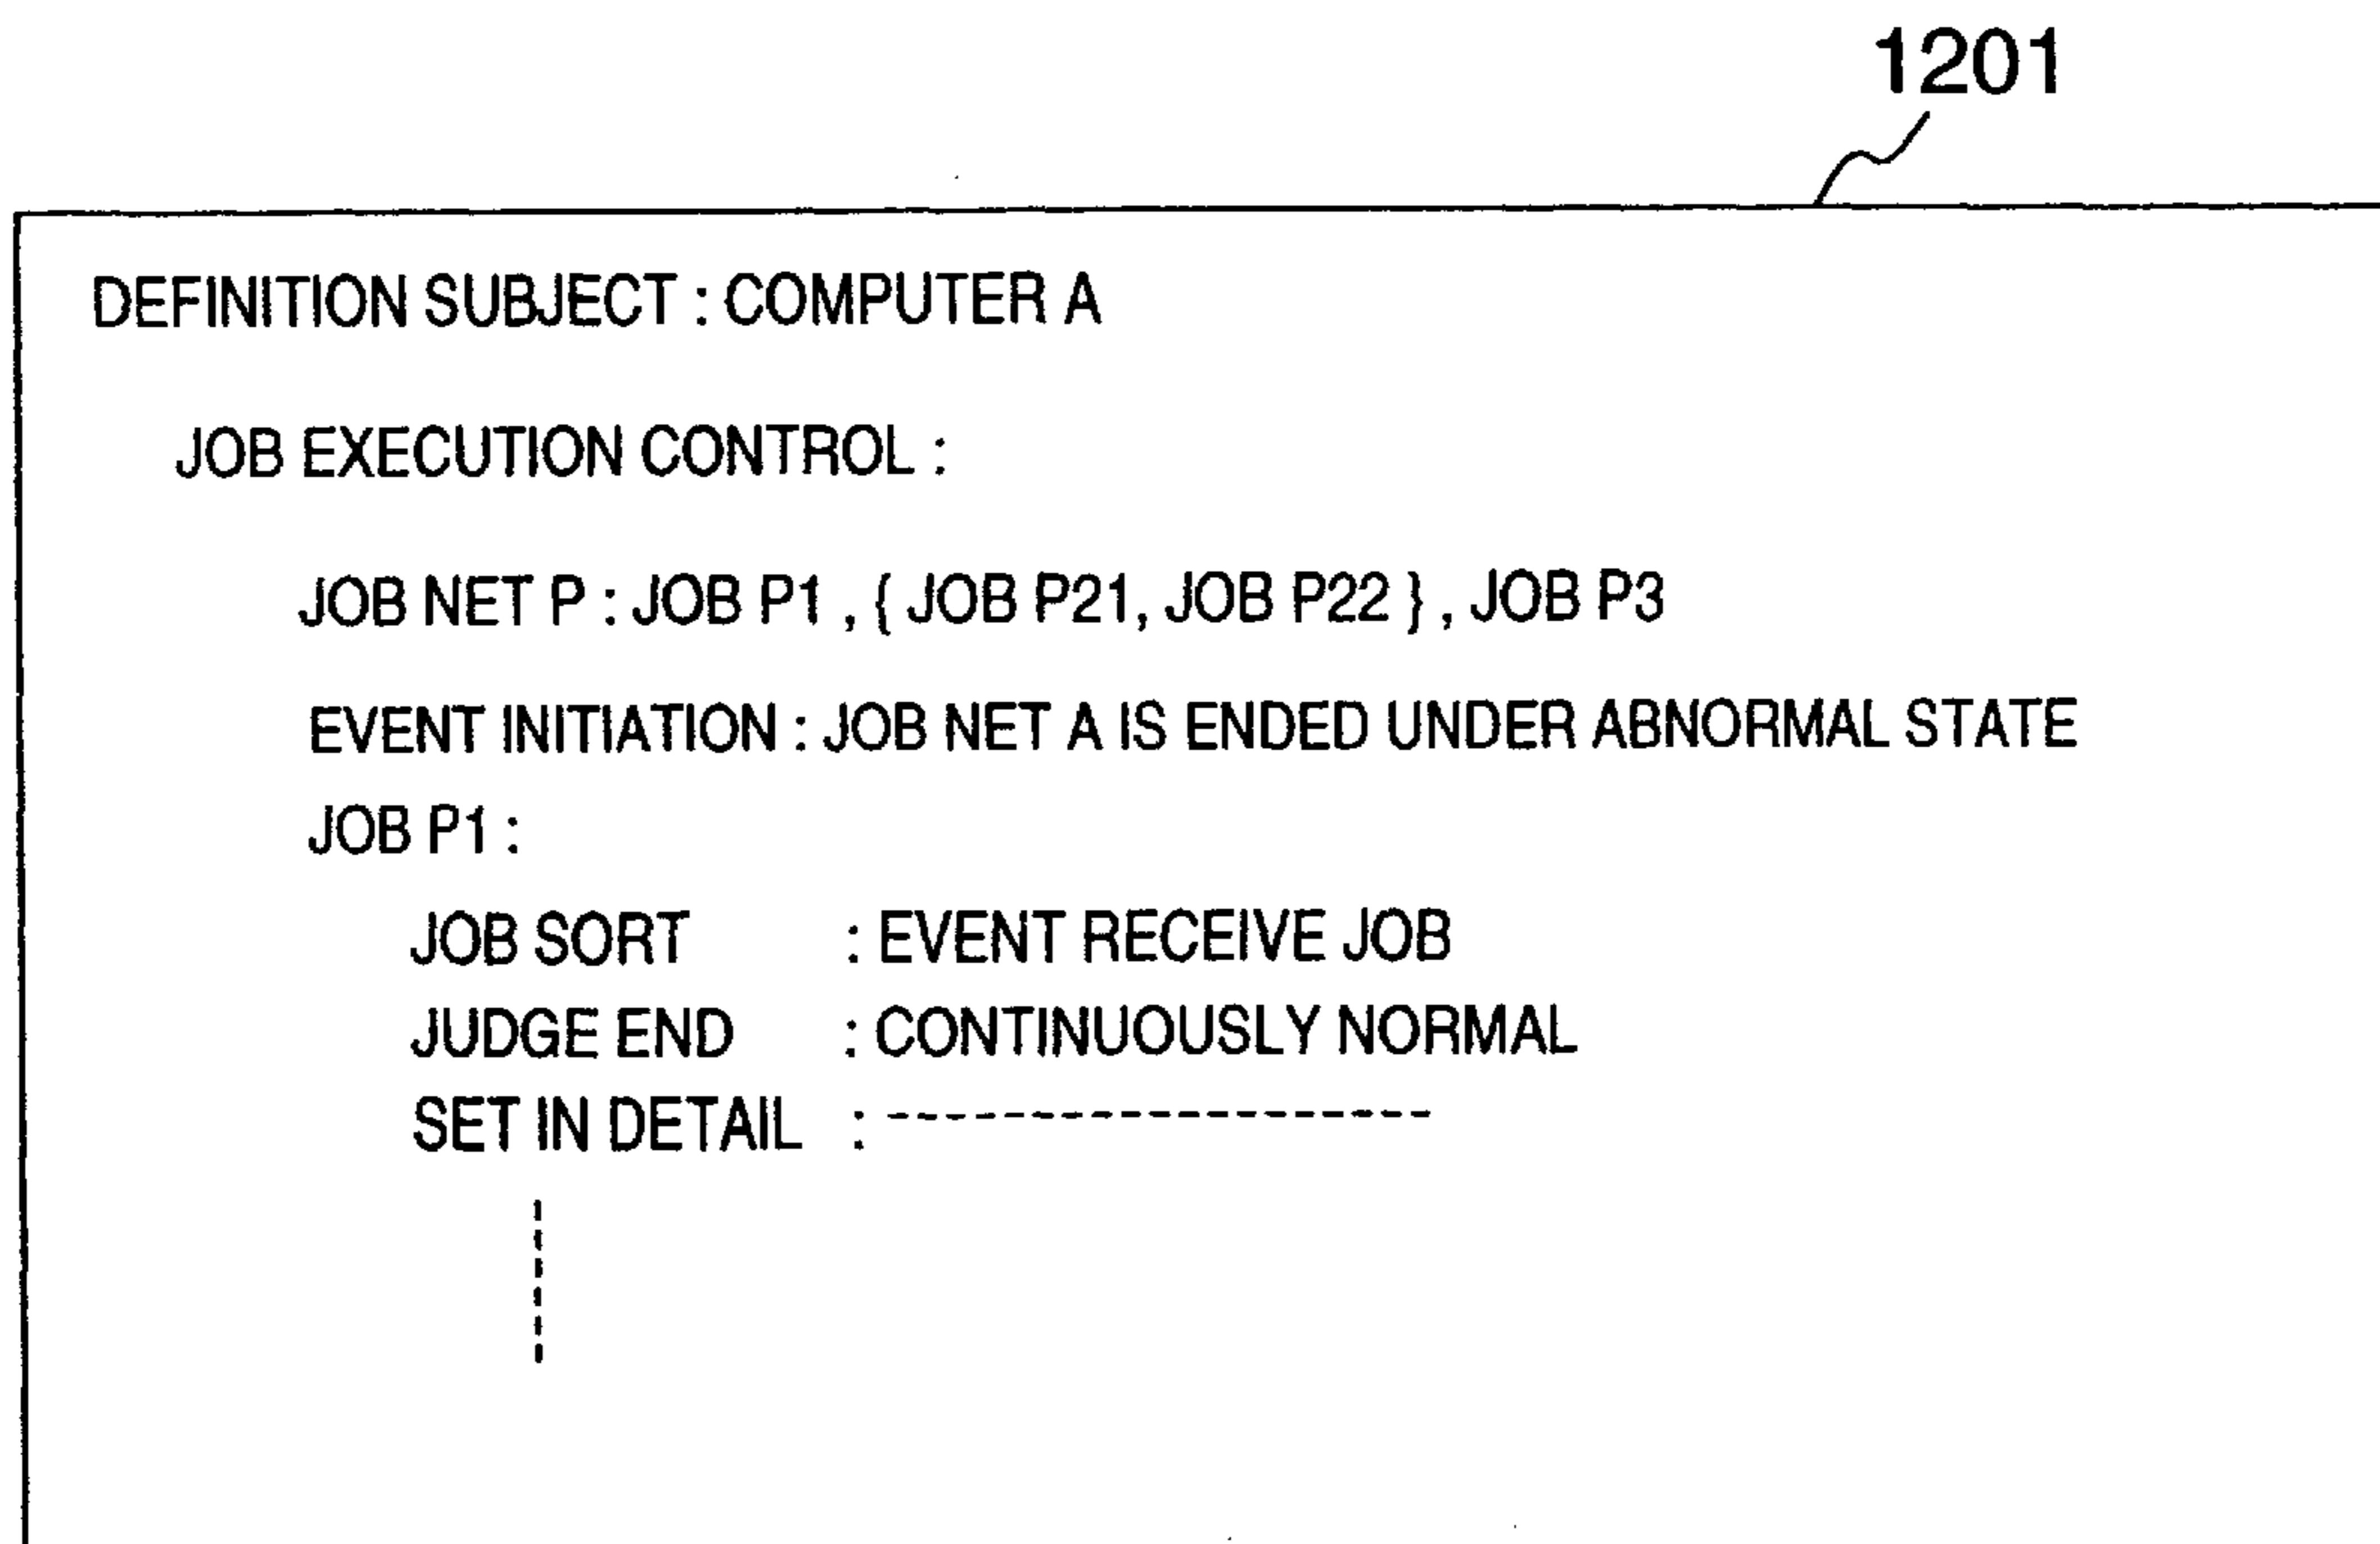 1201
DEFINITION SUBJECT : COMPUTER A
JOB EXECUTION CONTROL :
JOB NET P : JOB P1 , { JOB P21, JOB P22 } , JOB P3
EVENT INITIATION : JOB NET A IS ENDED UNDER ABNORMAL STATE
JOB P1 :
JOB SORT : EVENT RECEIVE JOB
JUDGE END : CONTINUOUSLY NORMAL
SET IN DETAIL : -------------------